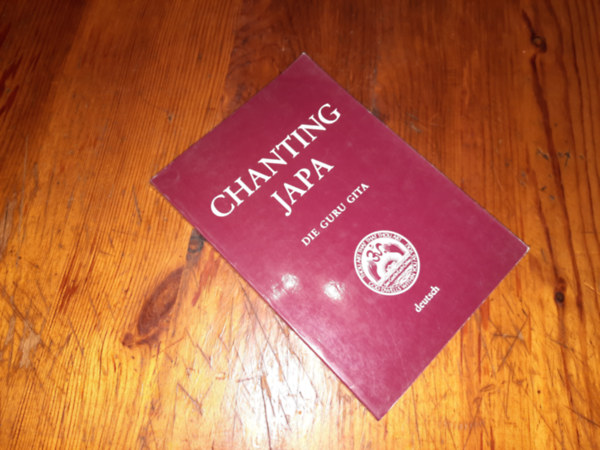 CHANTING
JAPA
DIE GURU GITA
deutsch